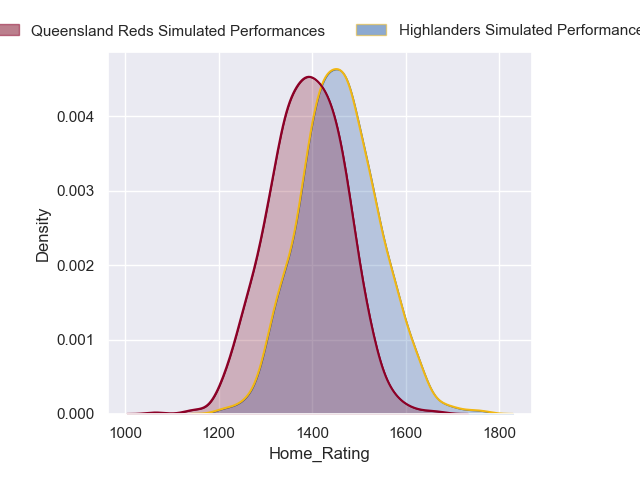 Queensland Reds Simulated Performances
Highlanders Simulated Performance
0.004
0.003
0.002
0.001
0.000
Density
1000 1200 1400 1600 1800
Home_Rating